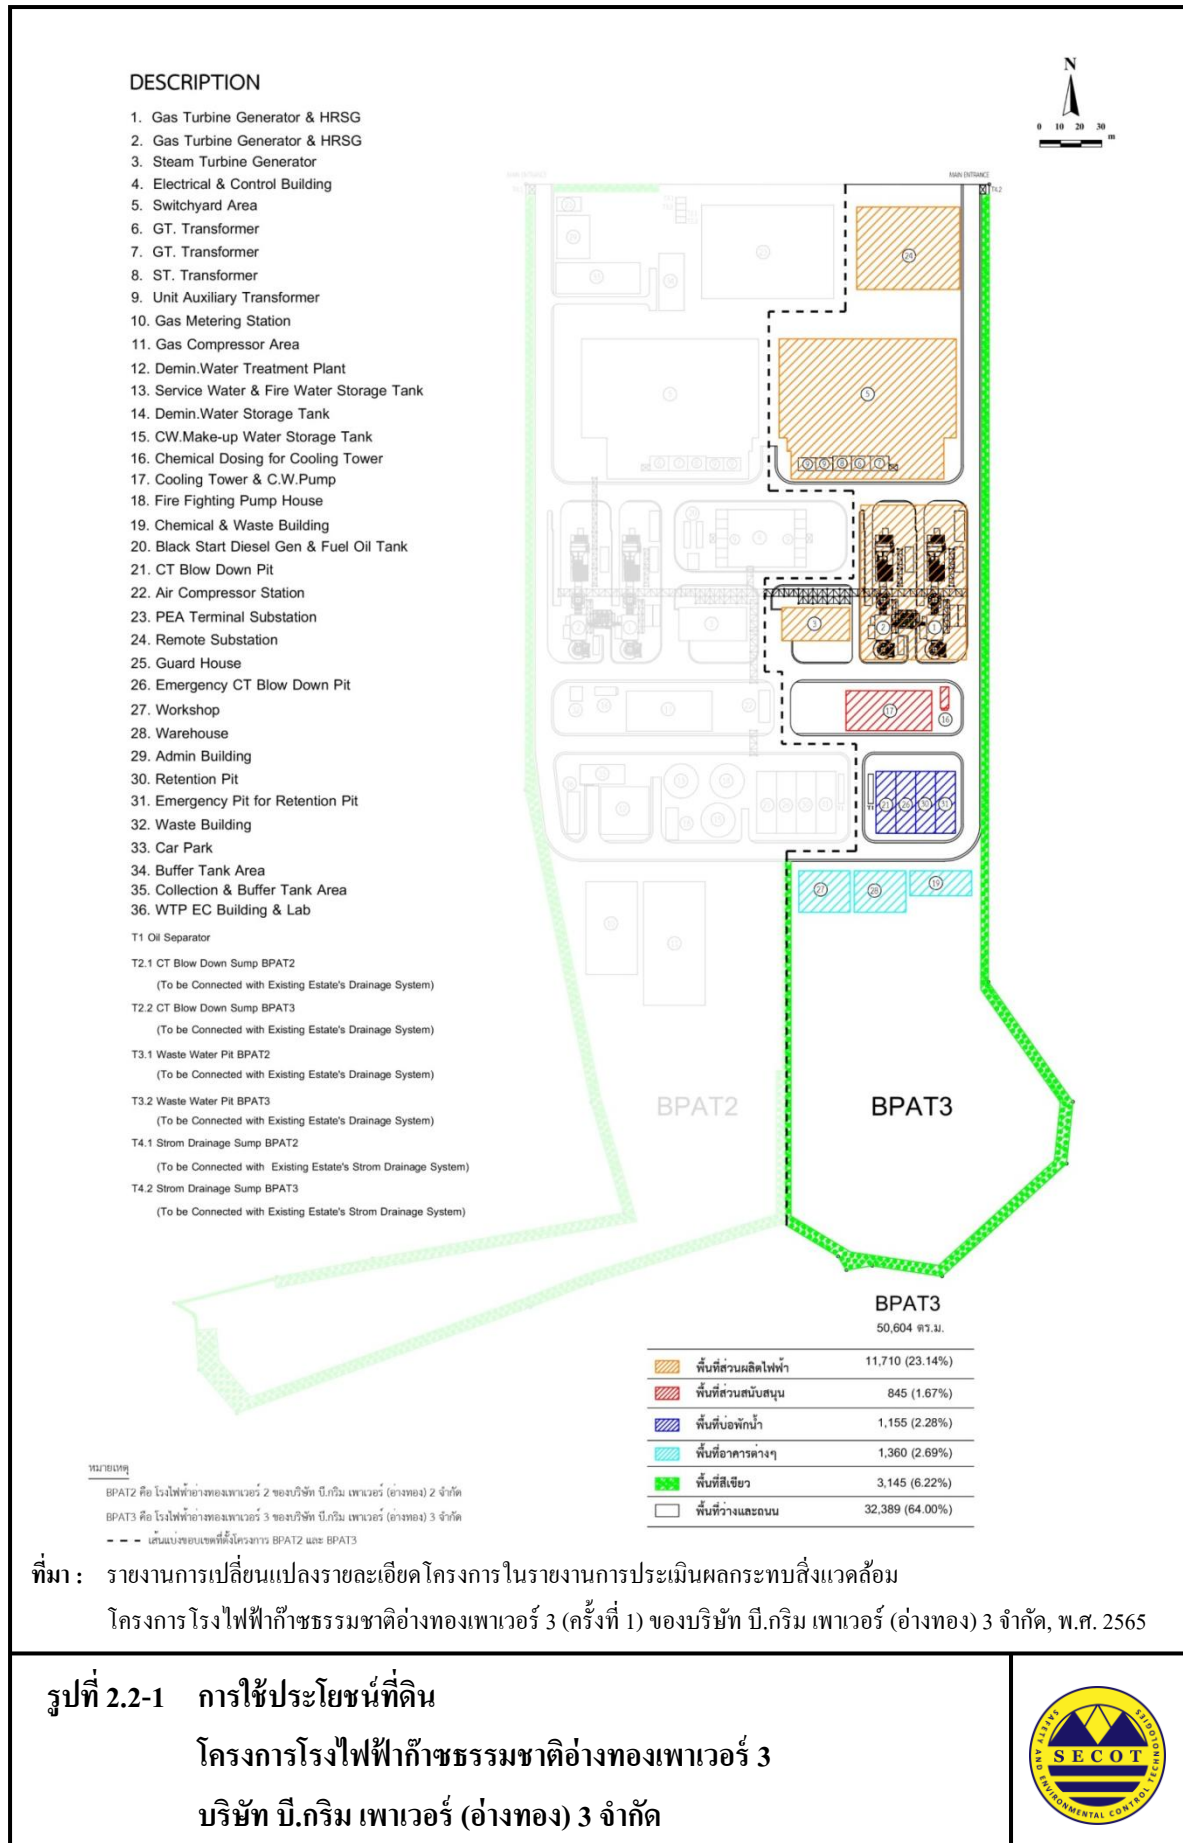 DESCRIPTION
1. Gas Turbine Generator & HRSG
2. Gas Turbine Generator & HRSG
3. Steam Turbine Generator
4. Electrical & Control Building
5. Switchyard Area
6. GT. Transformer
7. GT. Transformer
8. ST. Transformer
9. Unit Auxiliary Transformer
10. Gas Metering Station
11. Gas Compressor Area
12. Demin.Water Treatment Plant
13. Service Water & Fire Water Storage Tank
14. Demin.Water Storage Tank
15. CW.Make-up Water Storage Tank
16. Chemical Dosing for Cooling Tower
17. Cooling Tower & C.W.Pump
18. Fire Fighting Pump House
19. Chemical & Waste Building
20. Black Start Diesel Gen & Fuel Oil Tank
21. CT Blow Down Pit
22. Air Compressor Station
23. PEA Terminal Substation
24. Remote Substation
25. Guard House
26. Emergency CT Blow Down Pit
27. Workshop
28. Warehouse
29. Admin Building
30. Retention Pit
31. Emergency Pit for Retention Pit
32. Waste Building
33. Car Park
34. Buffer Tank Area
35. Collection & Buffer Tank Area
36. WTP EC Building & Lab
T1 Oil Separator
T2.1 CT Blow Down Sump BPAT2
(To be Connected with Existing Estate's Drainage System)
T2.2 CT Blow Down Sump BPAT3
(To be Connected with Existing Estate's Drainage System)
T3.1 Waste Water Pit BPAT2
(To be Connected with Existing Estate's Drainage System)
T3.2 Waste Water Pit BPAT3
(To be Connected with Existing Estate's Drainage System)
T4.1 Strom Drainage Sump BPAT2
(To be Connected with Existing Estate's Strom Drainage System)
T4.2 Strom Drainage Sump BPAT3
(To be Connected with Existing Estate's Strom Drainage System)
N
0 10 20 30
m
MAIN ENTRANCE MAIN ENTRANCE
T4.2
23 24
5 5
9 9 8 6 7
3 2 1
17 16
21 26 30 31
27 28 19
BPAT2 BPAT3
BPAT3
50,604 ตร.ม.
พื้นที่ส่วนผลิตไฟฟ้า 11,710 (23.14%)
พื้นที่ส่วนสนับสนุน 845 (1.67%)
พื้นที่บ่อพักน้ำ 1,155 (2.28%)
พื้นที่อาคารต่างๆ 1,360 (2.69%)
พื้นที่สีเขียว 3,145 (6.22%)
พื้นที่ว่างและถนน 32,389 (64.00%)
หมายเหตุ
BPAT2 คือ โรงไฟฟ้าอ่างทองเพาเวอร์ 2 ของบริษัท บี.กริม เพาเวอร์ (อ่างทอง) 2 จำกัด
BPAT3 คือ โรงไฟฟ้าอ่างทองเพาเวอร์ 3 ของบริษัท บี.กริม เพาเวอร์ (อ่างทอง) 3 จำกัด
เส้นแบ่งขอบเขตที่ตั้งโครงการ BPAT2 และ BPAT3
ที่มา : รายงานการเปลี่ยนแปลงรายละเอียดโครงการในรายงานการประเมินผลกระทบสิ่งแวดล้อม
โครงการโรงไฟฟ้าก๊าซธรรมชาติอ่างทองเพาเวอร์ 3 (ครั้งที่ 1) ของบริษัท บี.กริม เพาเวอร์ (อ่างทอง) 3 จำกัด, พ.ศ. 2565
รูปที่ 2.2-1 การใช้ประโยชน์ที่ดิน
โครงการโรงไฟฟ้าก๊าซธรรมชาติอ่างทองเพาเวอร์ 3
บริษัท บี.กริม เพาเวอร์ (อ่างทอง) 3 จำกัด
SAFETY AND ENVIRONMENTAL CONTROL TECHNOLOGIES
SECOT